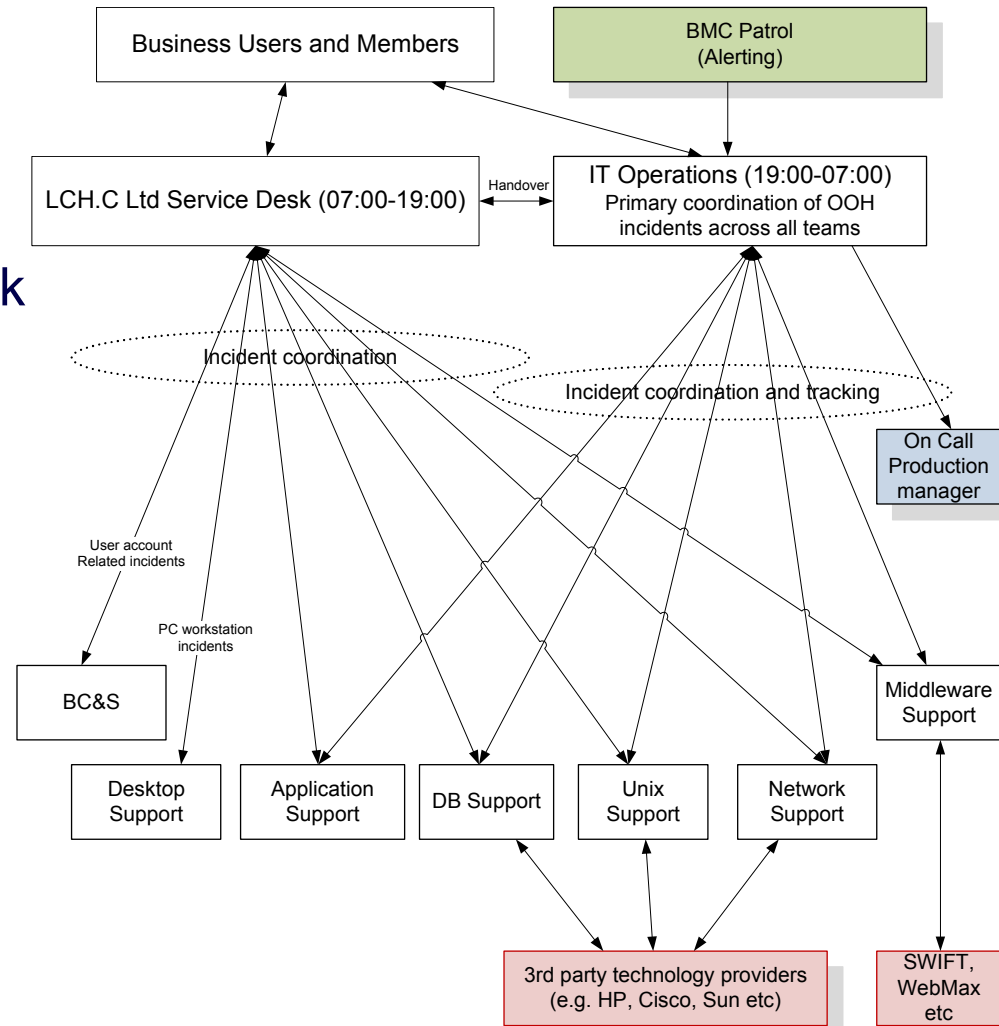 Business Users and Members
BMC Patrol
(Alerting)
LCH.C Ltd Service Desk (07:00-19:00)
Handover
IT Operations (19:00-07:00)
Primary coordination of OOH
incidents across all teams
k
Incident coordination
Incident coordination and tracking
On Call
Production
manager
User account
Related incidents
PC workstation
incidents
BC&S
Middleware
Support
Desktop
Support
Application
Support
DB Support
Unix
Support
Network
Support
3rd party technology providers
(e.g. HP, Cisco, Sun etc)
SWIFT,
WebMax
etc